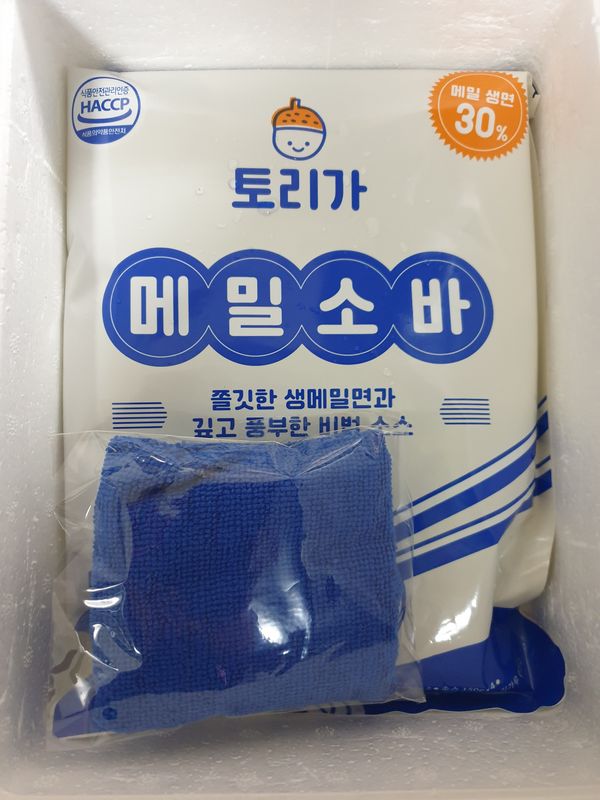 식품안전관리인증
HACCP
식품의약품안전처
메밀 생면
30%
토리가
메밀소바
쫄깃한 생메밀면과
깊고 풍부한 비법 소스